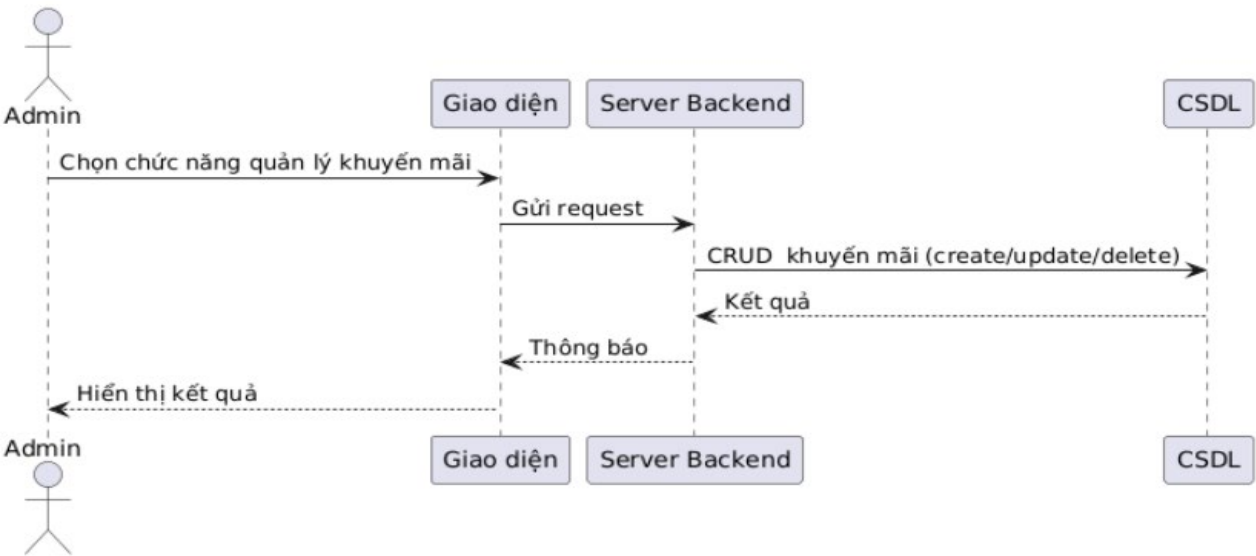 Admin
Giao diện
Server Backend
CSDL
Chọn chức năng quản lý khuyến mãi
Gửi request
CRUD  khuyến mãi (create/update/delete)
Kết quả
Thông báo
Hiển thị kết quả
Admin
Giao diện
Server Backend
CSDL